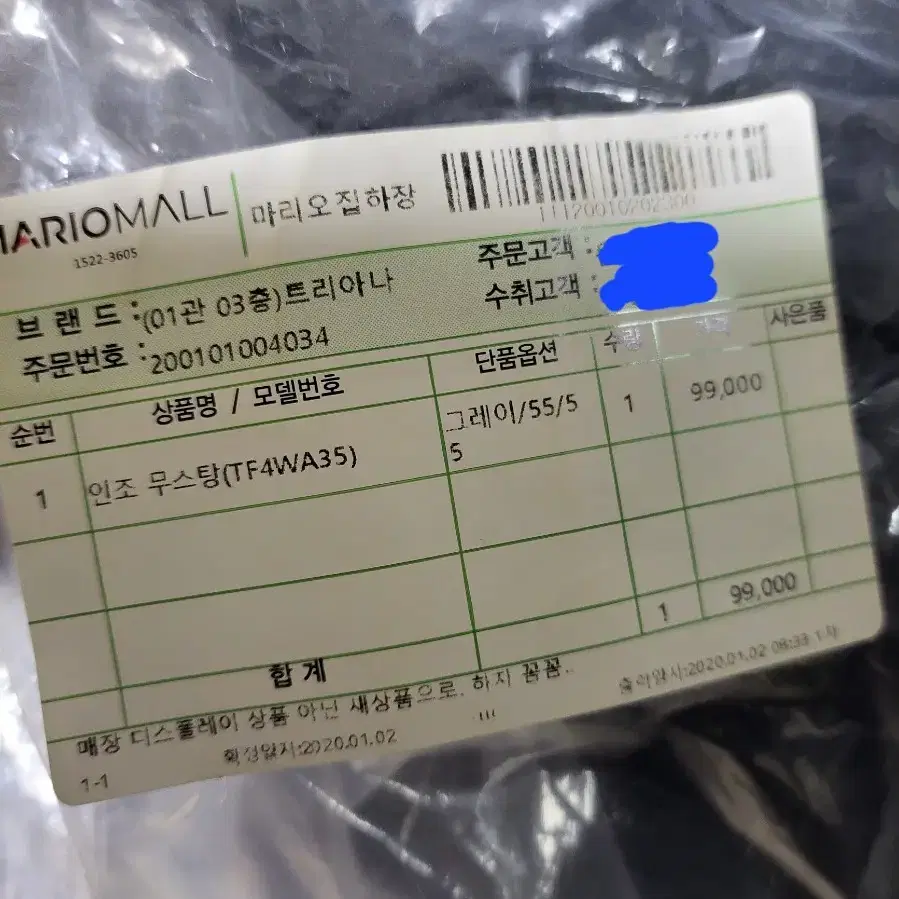 MARIOMALL
1522-3605
마리오집하장
브 랜 드 : (01관 03층)트리아나
주문번호 : 200101004034
주문고객 :
수취고객 :
순번 상품명 / 모델번호 단품옵션 수량 가격 사은품
1 인조 무스탕(TF4WA35) 그레이/55/5 1 99,000
5
합 계 1 99,000
매장 디스플레이 상품 아닌 새상품으로. 하지 꼼꼼..
출력일시:2020.01.02 08:33 1차
1-1 확정일자:2020.01.02